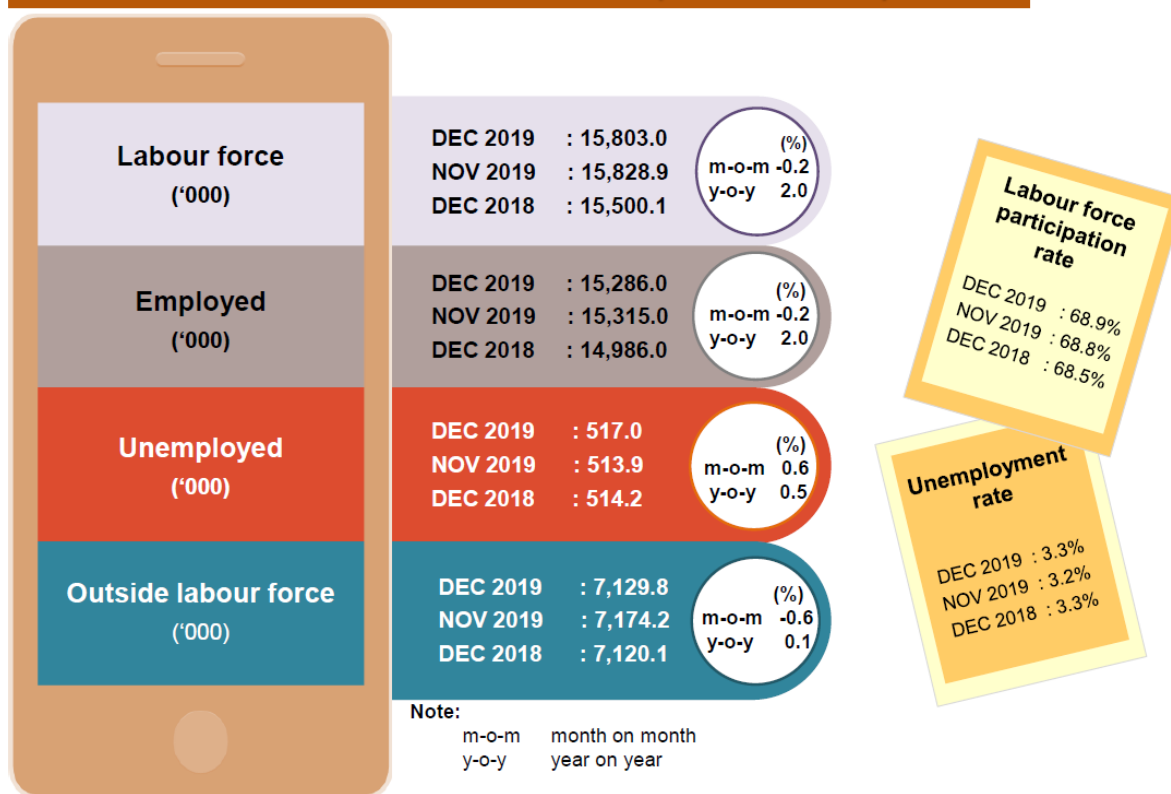 Labour force
(‘000)
DEC 2019 : 15,803.0
NOV 2019 : 15,828.9
DEC 2018 : 15,500.1
(%)
m-o-m -0.2
y-o-y 2.0
Employed
(‘000)
DEC 2019 : 15,286.0
NOV 2019 : 15,315.0
DEC 2018 : 14,986.0
(%)
m-o-m -0.2
y-o-y 2.0
Unemployed
(‘000)
DEC 2019 : 517.0
NOV 2019 : 513.9
DEC 2018 : 514.2
(%)
m-o-m 0.6
y-o-y 0.5
Outside labour force
(‘000)
DEC 2019 : 7,129.8
NOV 2019 : 7,174.2
DEC 2018 : 7,120.1
(%)
m-o-m -0.6
y-o-y 0.1
Note:
m-o-m month on month
y-o-y year on year
Labour force
participation
rate
DEC 2019 : 68.9%
NOV 2019 : 68.8%
DEC 2018 : 68.5%
Unemployment
rate
DEC 2019 : 3.3%
NOV 2019 : 3.2%
DEC 2018 : 3.3%